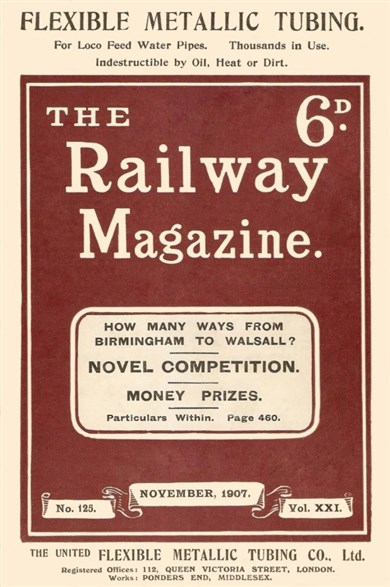 FLEXIBLE METALLIC TUBING.
For Loco Feed Water Pipes. Thousands in Use.
Indestructible by Oil, Heat or Dirt.
THE 6D.
Railway
Magazine.
HOW MANY WAYS FROM
BIRMINGHAM TO WALSALL?
NOVEL COMPETITION.
MONEY PRIZES.
Particulars Within. Page 460.
No. 125. NOVEMBER, 1907. Vol. XXI.
THE UNITED FLEXIBLE METALLIC TUBING CO., Ltd.
Registered Offices: 112, QUEEN VICTORIA STREET, LONDON.
Works: PONDERS END, MIDDLESEX.